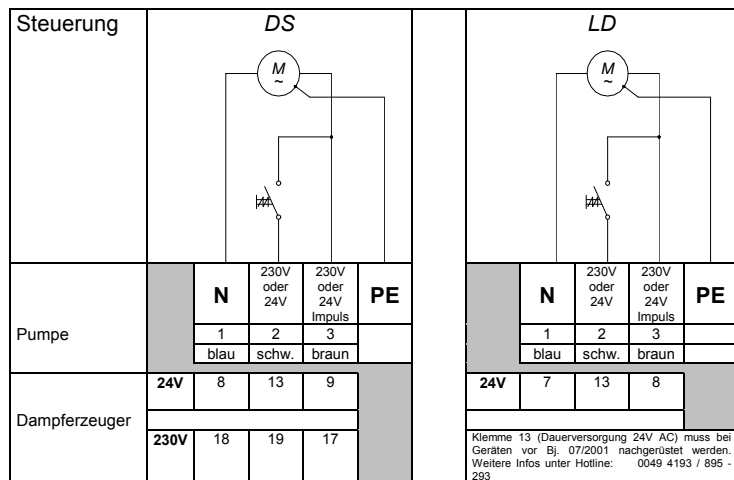 Steuerung DS LD
M
~
M
~
N 230V oder 24V 230V oder 24V Impuls PE
N 230V oder 24V 230V oder 24V Impuls PE
Pumpe 1 2 3
1 2 3
blau schw. braun
blau schw. braun
24V 8 13 9
24V 7 13 8
Dampferzeuger
230V 18 19 17
Klemme 13 (Dauerversorgung 24V AC) muss bei
Geräten vor Bj. 07/2001 nachgerüstet werden.
Weitere Infos unter Hotline: 0049 4193 / 895 -
293